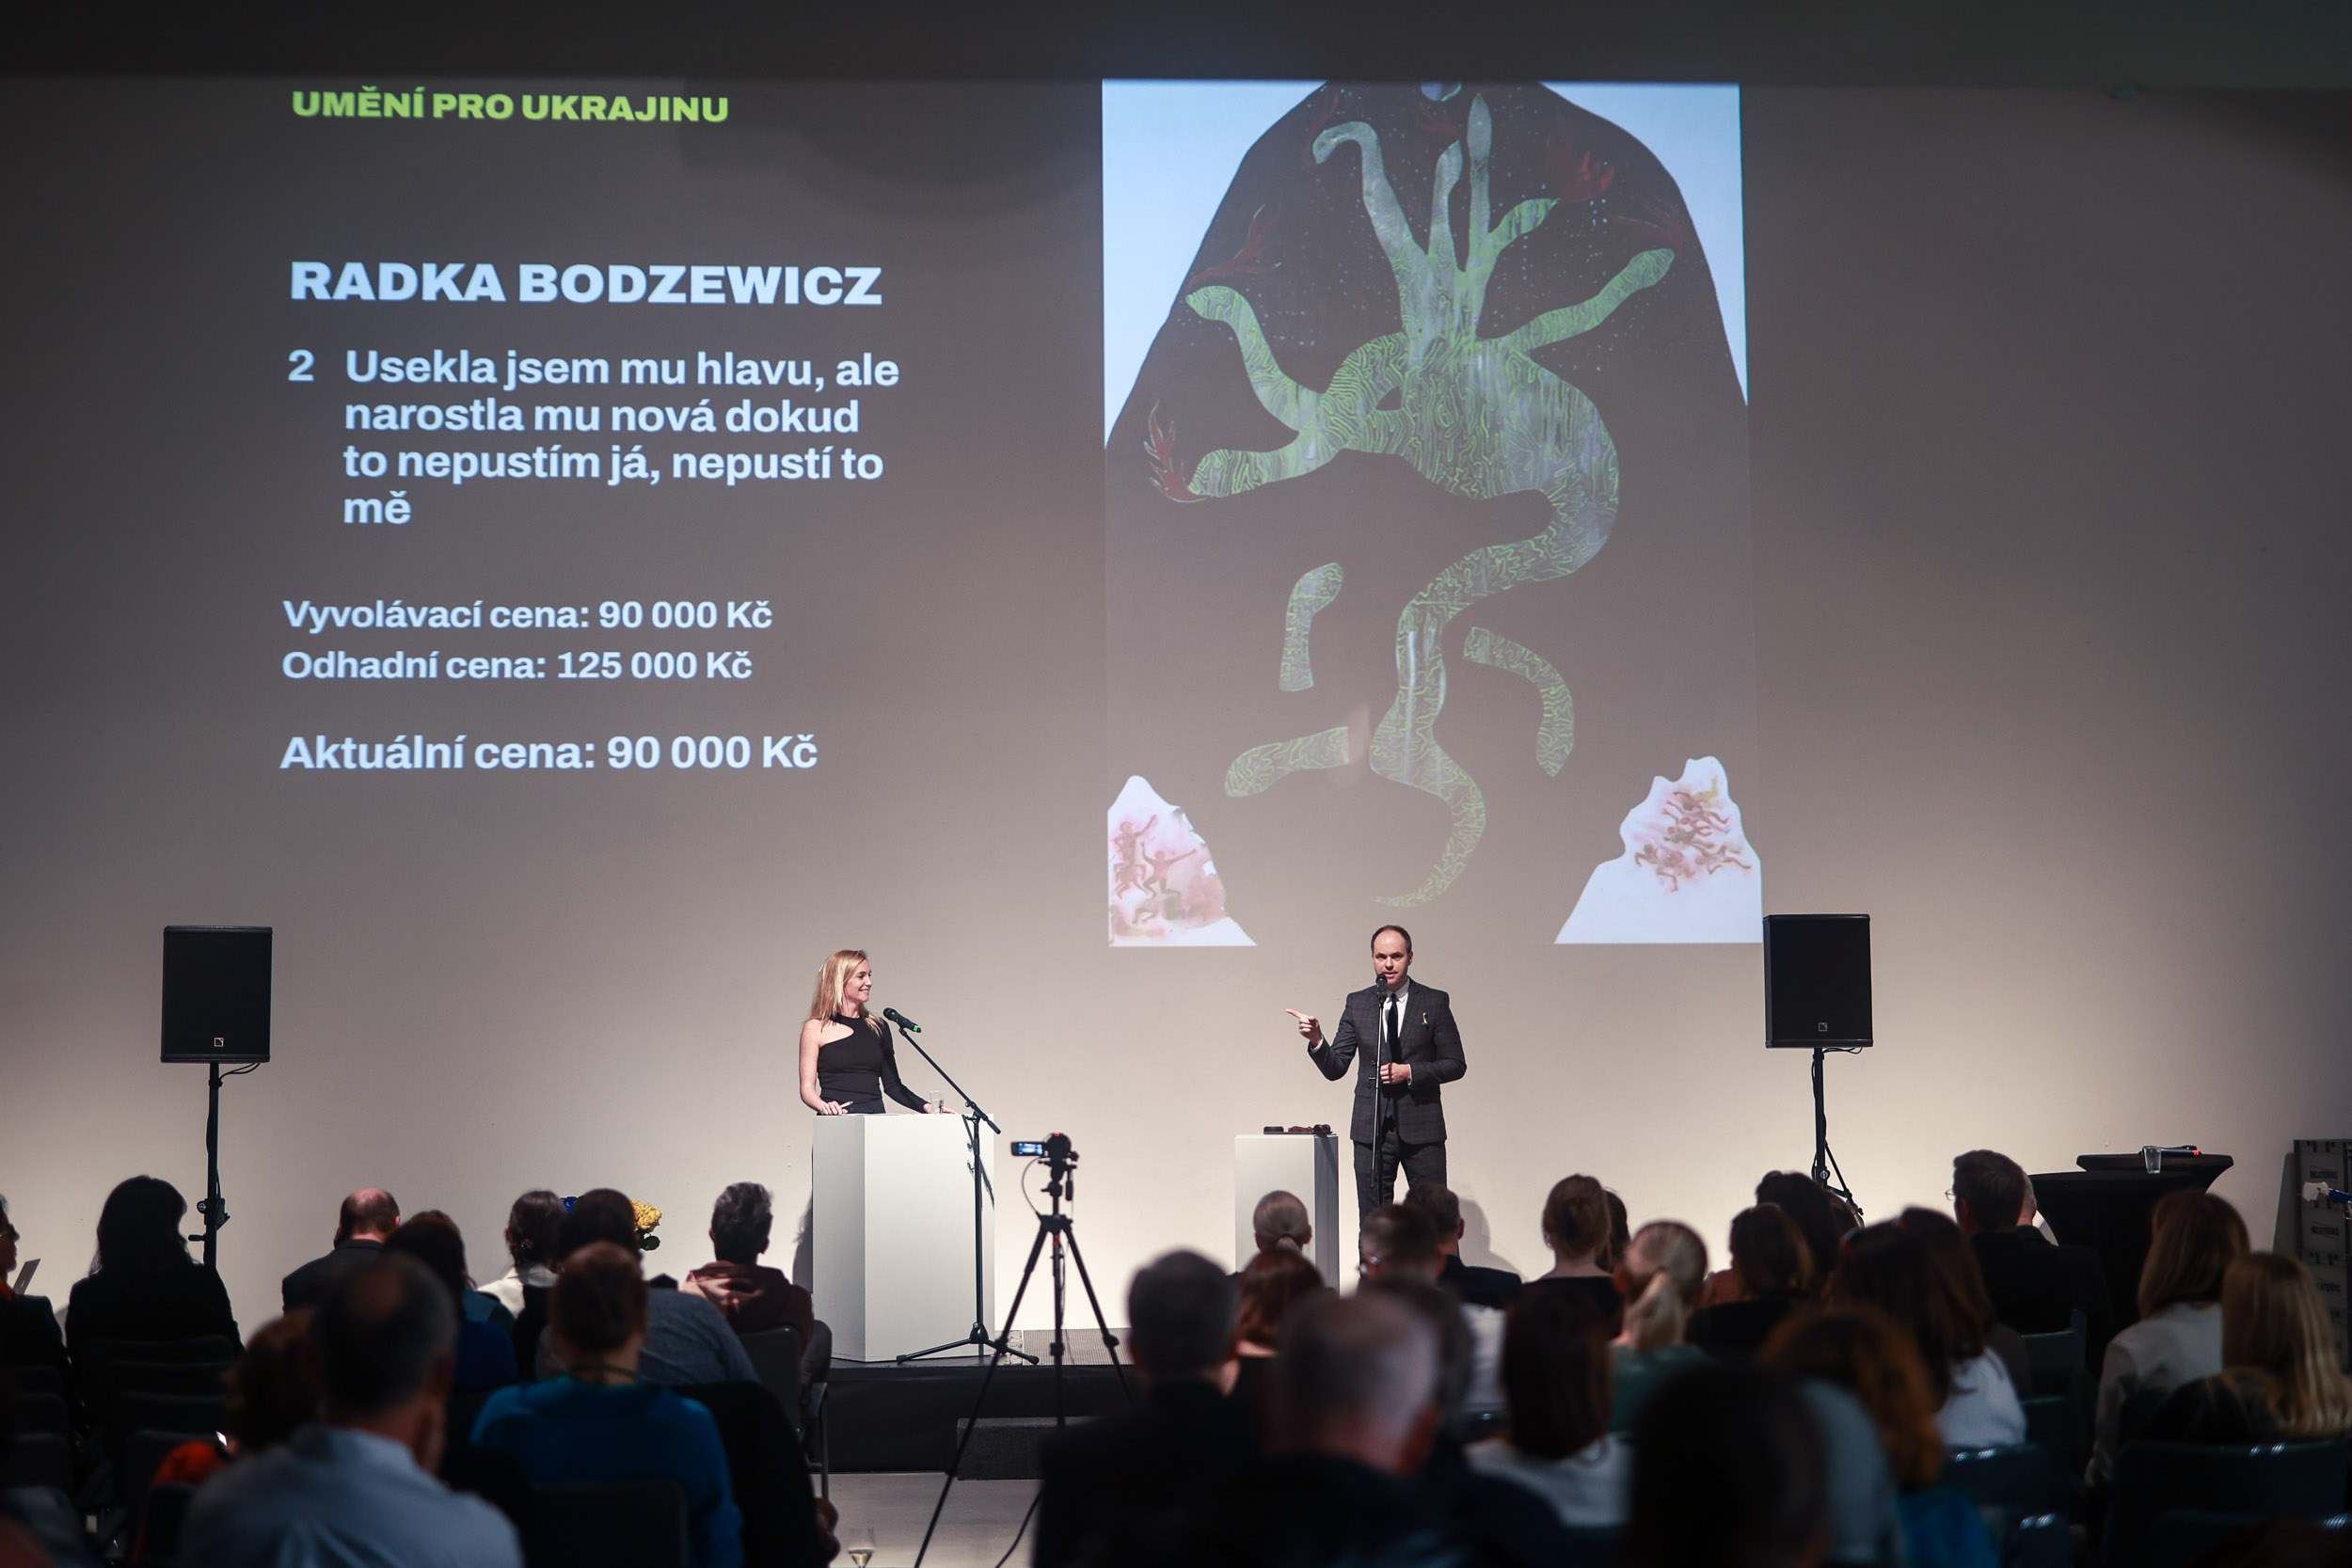 UMĚNÍ PRO UKRAJINU
RADKA BODZEWICZ
2 Usekla jsem mu hlavu, ale
narostla mu nová dokud
to nepustím já, nepustí to
mě
Vyvolávací cena: 90 000 Kč
Odhadní cena: 125 000 Kč
Aktuální cena: 90 000 Kč